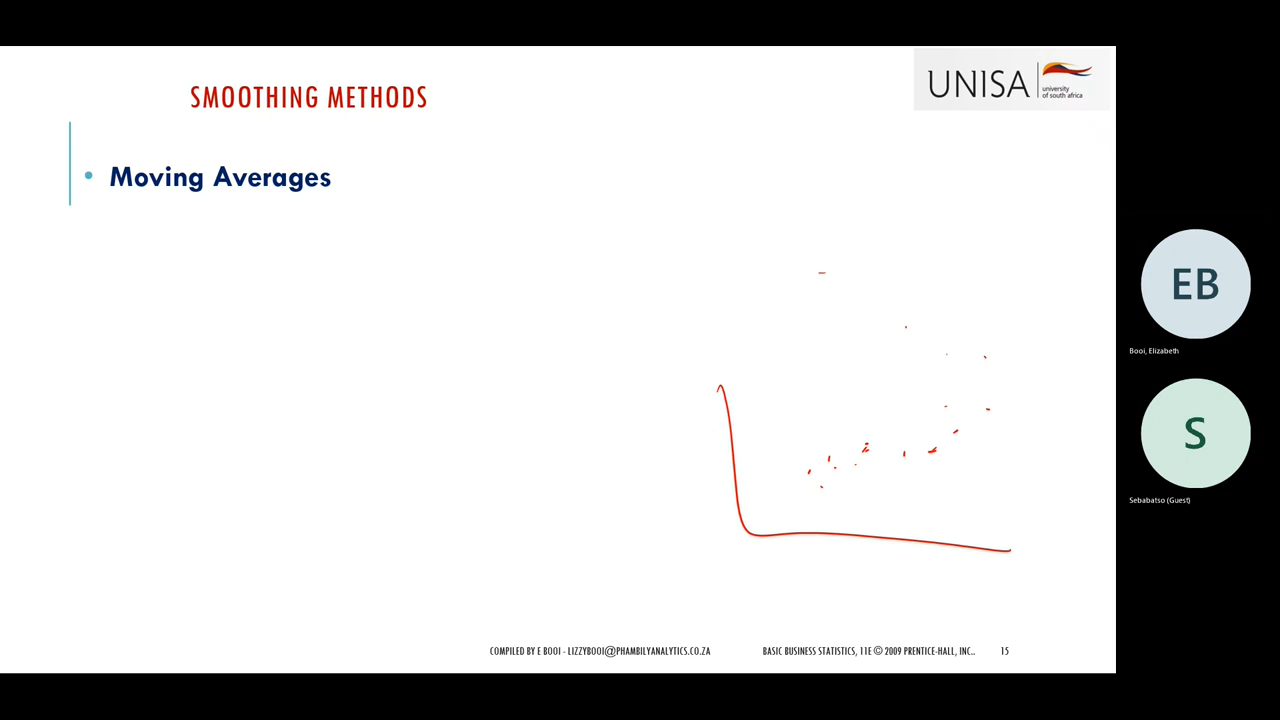 SMOOTHING METHODS
UNISA
university
of south africa
• Moving Averages
EB
Booi, Elizabeth
S
Sebabatso (Guest)
COMPILED BY E BOOI - LIZZYBOOI@PHAMBILYANALYTICS.CO.ZA
BASIC BUSINESS STATISTICS, 11E © 2009 PRENTICE-HALL, INC..
15